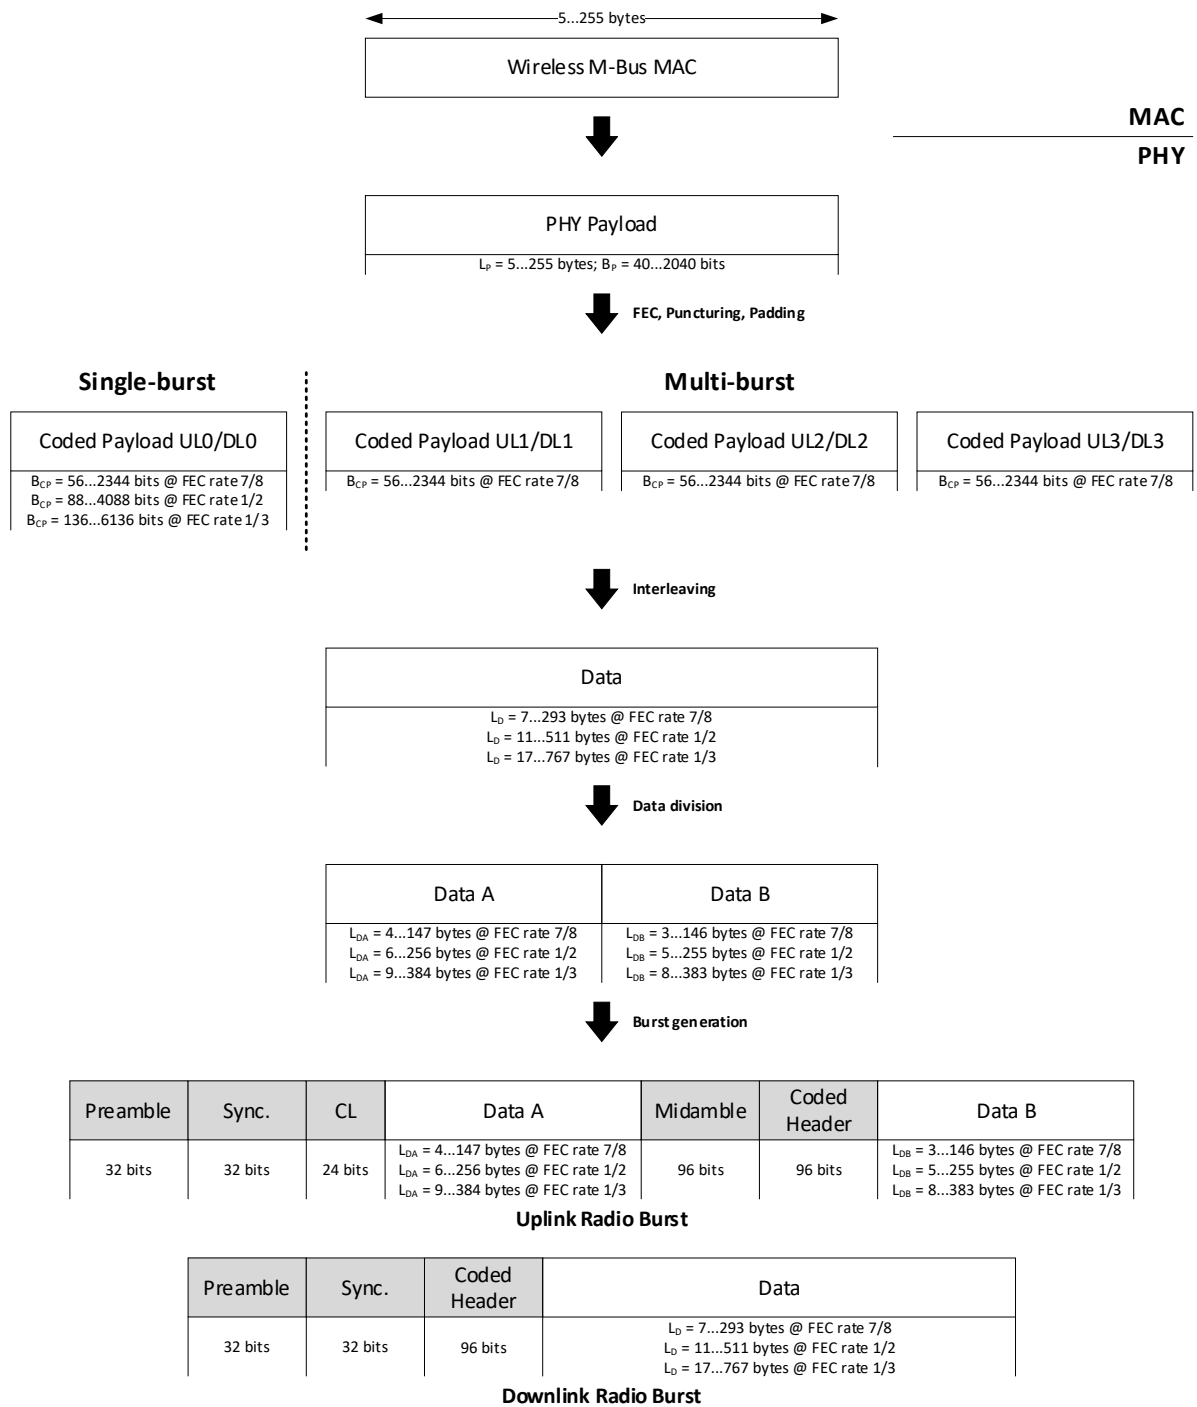 5...255 bytes
Wireless M-Bus MAC
MAC
PHY
PHY Payload
L_P = 5...255 bytes; B_P = 40...2040 bits
FEC, Puncturing, Padding
Single-burst
Multi-burst
Coded Payload UL0/DL0
B_CP = 56...2344 bits @ FEC rate 7/8
B_CP = 88...4088 bits @ FEC rate 1/2
B_CP = 136...6136 bits @ FEC rate 1/3
Coded Payload UL1/DL1
B_CP = 56...2344 bits @ FEC rate 7/8
Coded Payload UL2/DL2
B_CP = 56...2344 bits @ FEC rate 7/8
Coded Payload UL3/DL3
B_CP = 56...2344 bits @ FEC rate 7/8
Interleaving
Data
L_D = 7...293 bytes @ FEC rate 7/8
L_D = 11...511 bytes @ FEC rate 1/2
L_D = 17...767 bytes @ FEC rate 1/3
Data division
Data A
L_DA = 4...147 bytes @ FEC rate 7/8
L_DA = 6...256 bytes @ FEC rate 1/2
L_DA = 9...384 bytes @ FEC rate 1/3
Data B
L_DB = 3...146 bytes @ FEC rate 7/8
L_DB = 5...255 bytes @ FEC rate 1/2
L_DB = 8...383 bytes @ FEC rate 1/3
Burst generation
Preamble
32 bits
Sync.
32 bits
CL
24 bits
Data A
L_DA = 4...147 bytes @ FEC rate 7/8
L_DA = 6...256 bytes @ FEC rate 1/2
L_DA = 9...384 bytes @ FEC rate 1/3
Midamble
96 bits
Coded
Header
96 bits
Data B
L_DB = 3...146 bytes @ FEC rate 7/8
L_DB = 5...255 bytes @ FEC rate 1/2
L_DB = 8...383 bytes @ FEC rate 1/3
Uplink Radio Burst
Preamble
32 bits
Sync.
32 bits
Coded
Header
96 bits
Data
L_D = 7...293 bytes @ FEC rate 7/8
L_D = 11...511 bytes @ FEC rate 1/2
L_D = 17...767 bytes @ FEC rate 1/3
Downlink Radio Burst